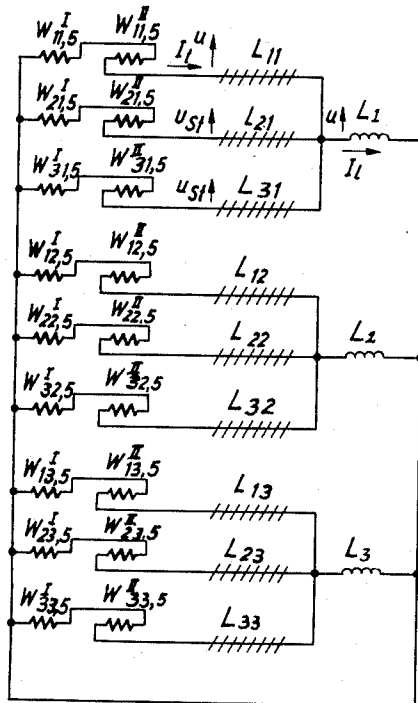 W^I_11,5 W^II_11,5 I_l u L_11
W^I_21,5 W^II_21,5 u_St L_21 u L_1
I_l
W^I_31,5 W^II_31,5 u_St L_31
W^I_12,5 W^II_12,5 L_12
W^I_22,5 W^II_22,5 L_22 L_2
W^I_32,5 W^II_32,5 L_32
W^I_13,5 W^II_13,5 L_13
W^I_23,5 W^II_23,5 L_23 L_3
W^I_33,5 W^II_33,5 L_33